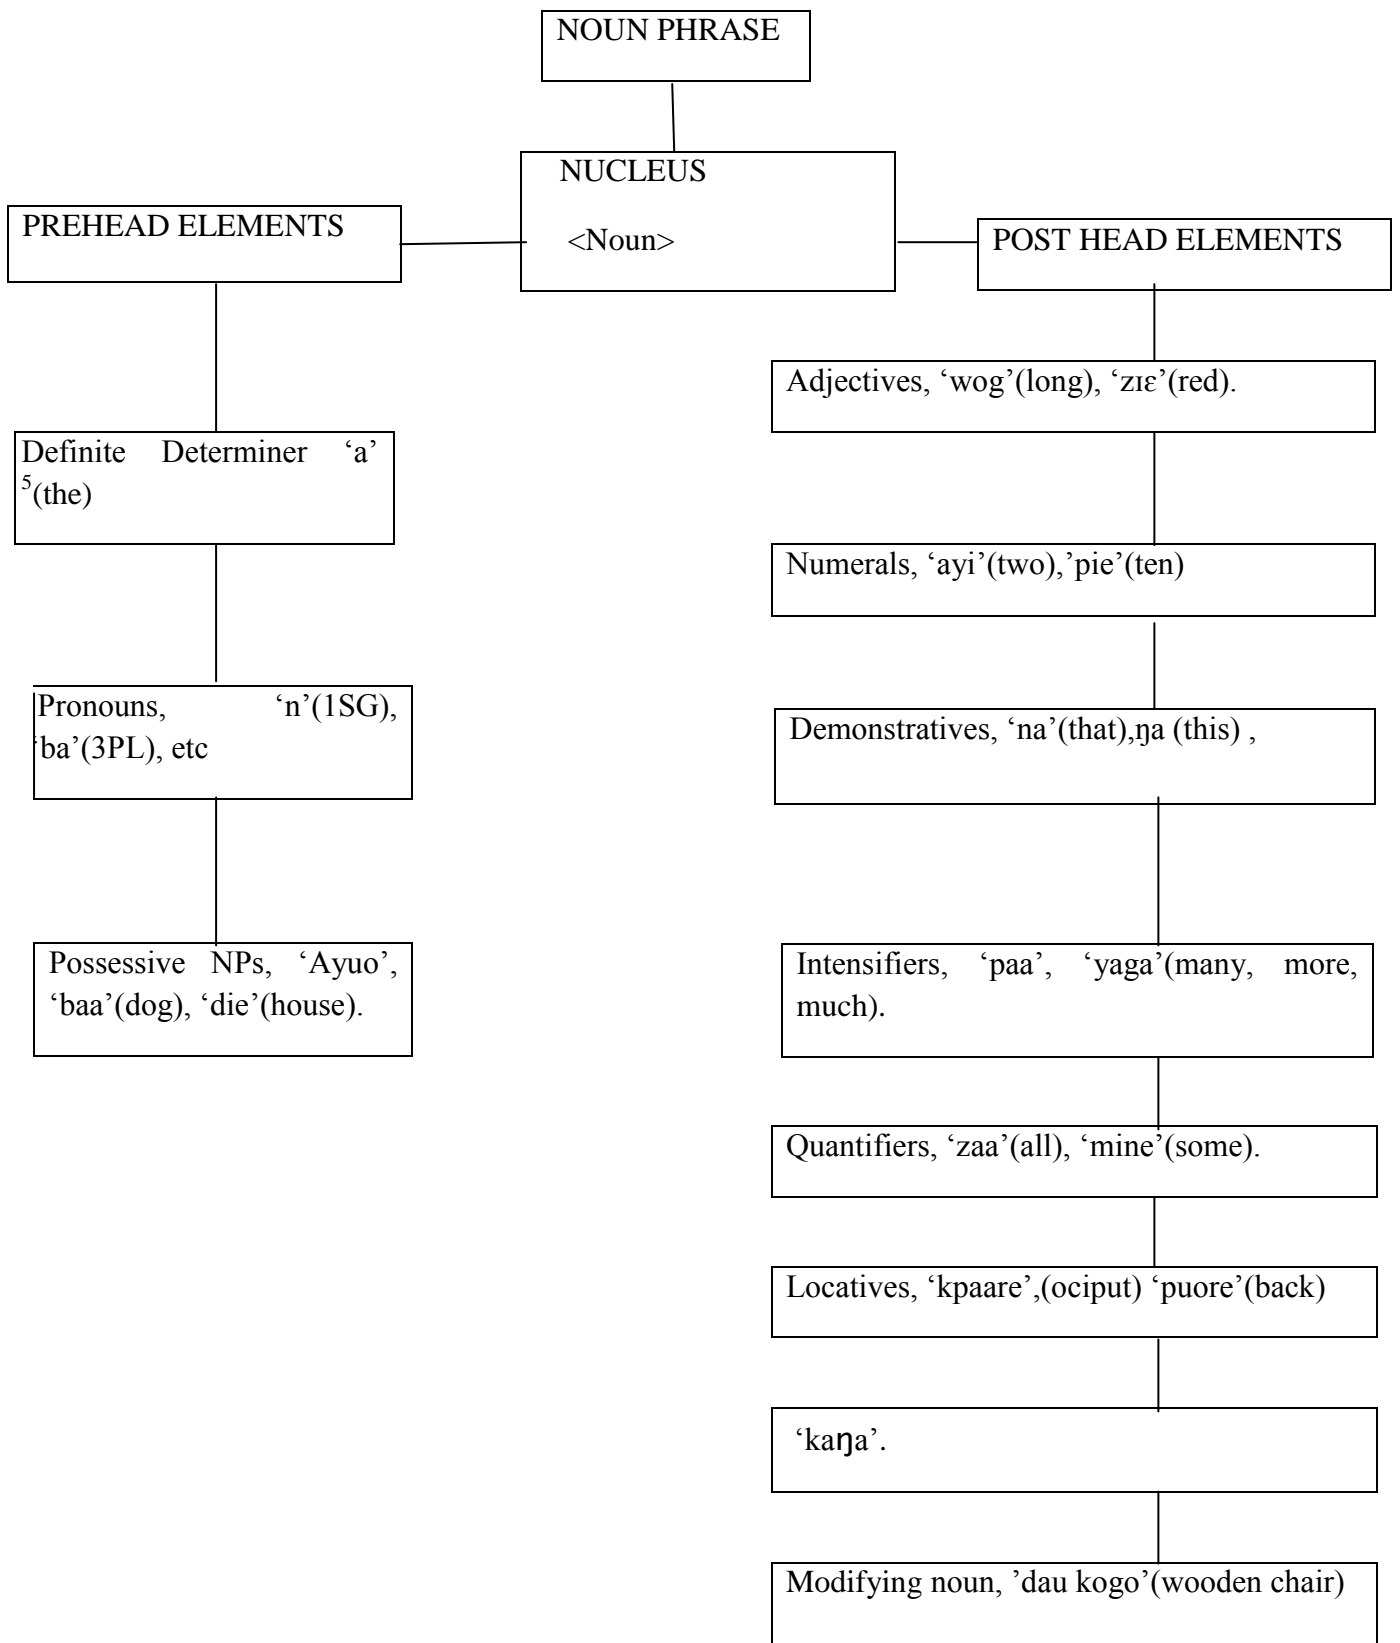 NOUN PHRASE
NUCLEUS
<Noun>
PREHEAD ELEMENTS
POST HEAD ELEMENTS
Definite Determiner ‘a’
⁵(the)
Pronouns, ‘n’(1SG),
‘ba’(3PL), etc
Possessive NPs, ‘Ayuo’,
‘baa’(dog), ‘die’(house).
Adjectives, ‘wog’(long), ‘zɪɛ’(red).
Numerals, ‘ayi’(two),’pie’(ten)
Demonstratives, ‘na’(that),ŋa (this) ,
Intensifiers, ‘paa’, ‘yaga’(many, more,
much).
Quantifiers, ‘zaa’(all), ‘mine’(some).
Locatives, ‘kpaare’,(ociput) ‘puore’(back)
‘kaŋa’.
Modifying noun, ’dau kogo’(wooden chair)